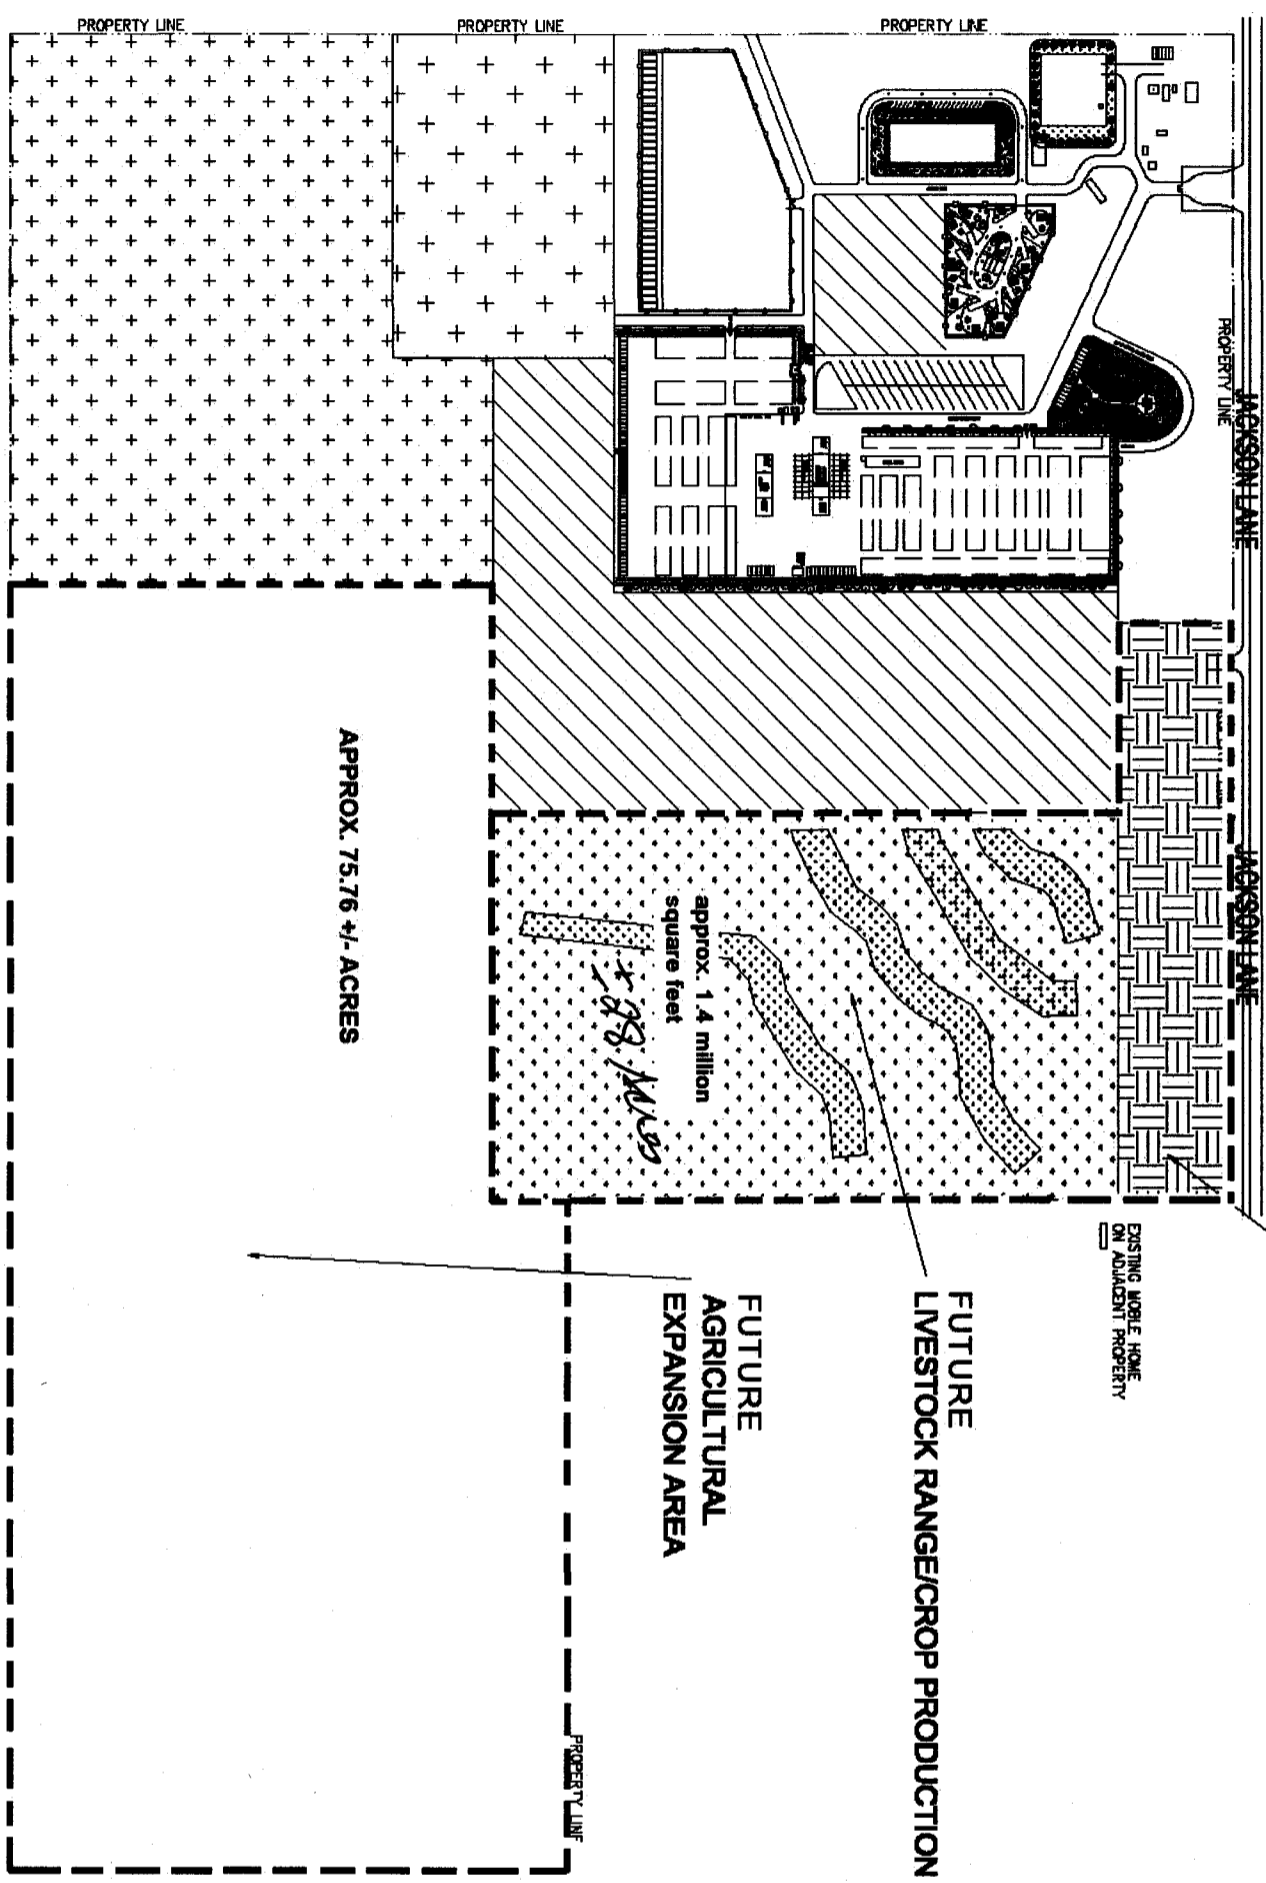 PROPERTY LINE
PROPERTY LINE
PROPERTY LINE
PROPERTY LINE
JACKSON LANE
JACKSON LANE
EXISTING MOBILE HOME
ON ADJACENT PROPERTY
FUTURE
LIVESTOCK RANGE/CROP PRODUCTION
approx. 1.4 million
square feet
FUTURE
AGRICULTURAL
EXPANSION AREA
APPROX. 75.76 +/- ACRES
PROPERTY LINE